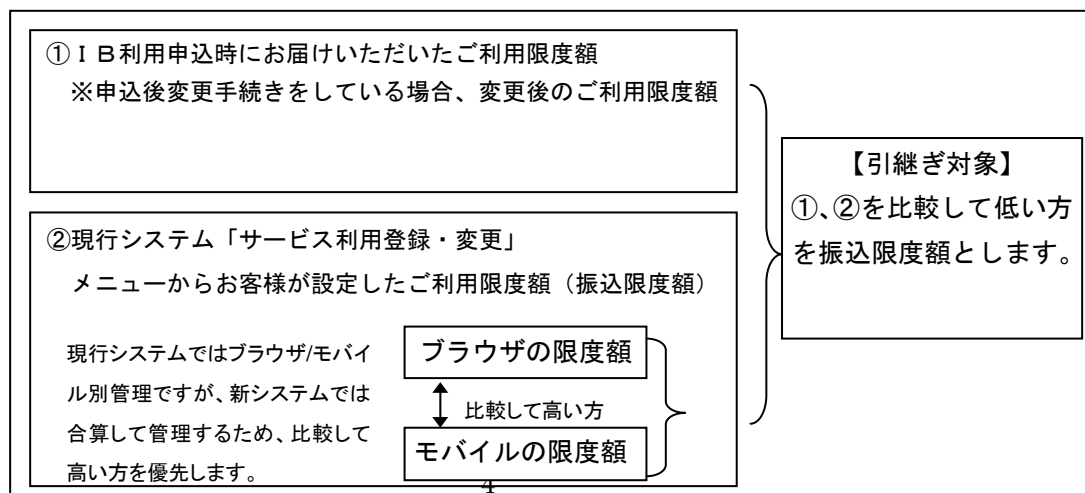 ①ＩＢ利用申込時にお届けいただいたご利用限度額
※申込後変更手続きをしている場合、変更後のご利用限度額
②現行システム「サービス利用登録・変更」
メニューからお客様が設定したご利用限度額（振込限度額）
現行システムではブラウザ/モバイ
ル別管理ですが、新システムでは
合算して管理するため、比較して
高い方を優先します。
ブラウザの限度額
比較して高い方
モバイルの限度額
【引継ぎ対象】
①、②を比較して低い方
を振込限度額とします。
4